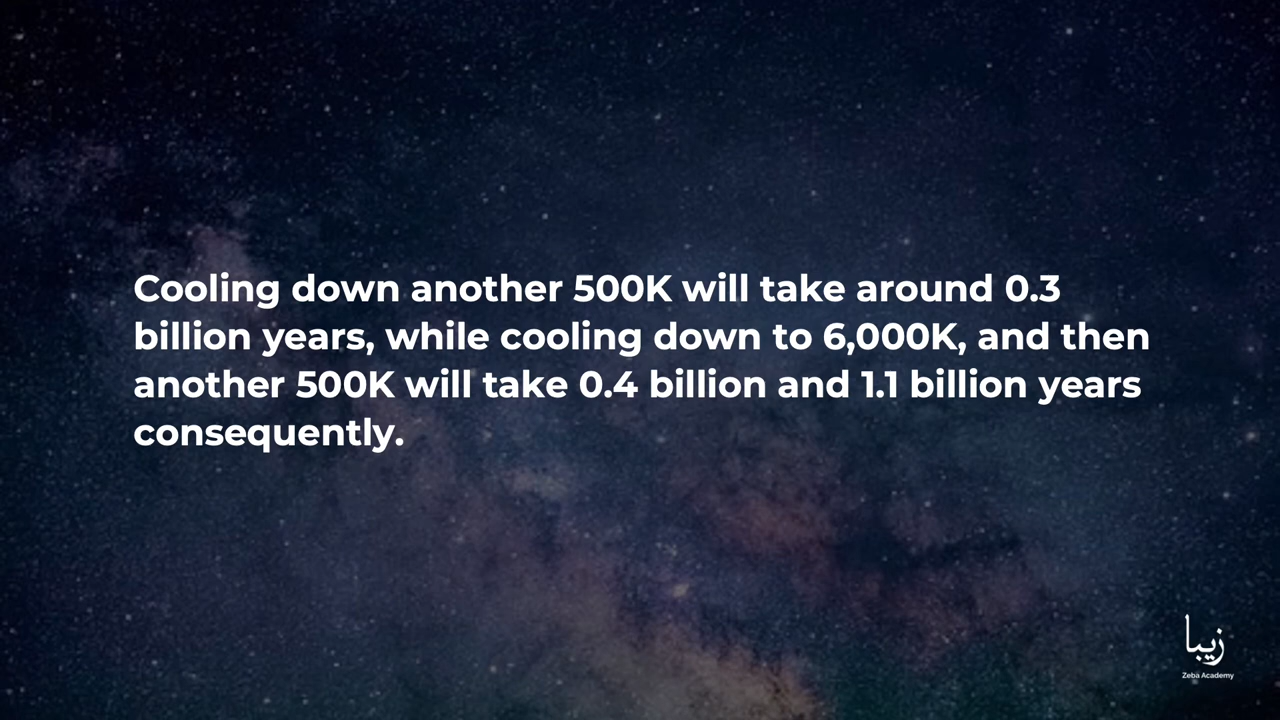 Cooling down another 500K will take around 0.3
billion years, while cooling down to 6,000K, and then
another 500K will take 0.4 billion and 1.1 billion years
consequently.
زيبا
Zeba Academy